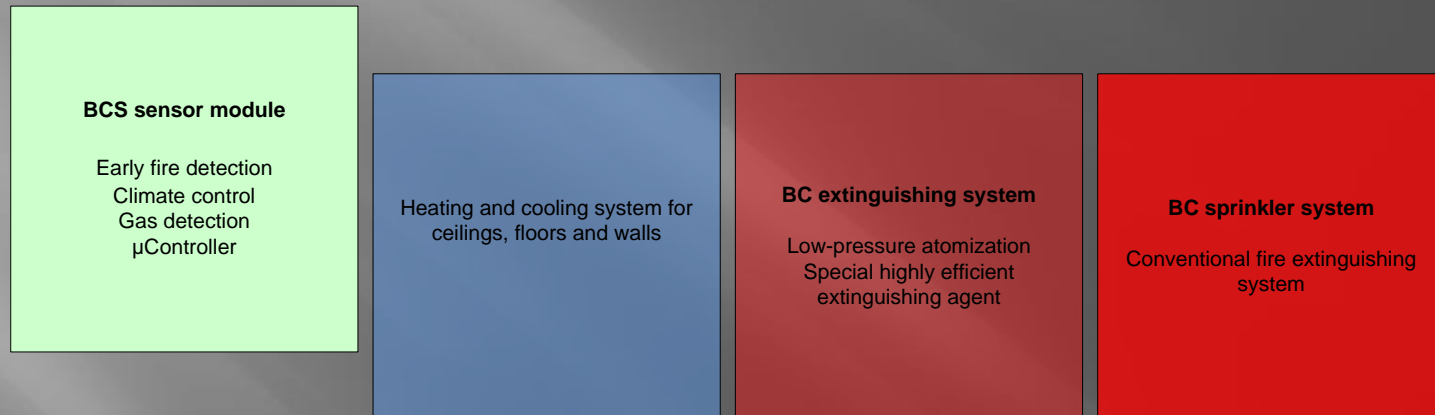 BCS sensor module
Early fire detection
Climate control
Gas detection
µController
Heating and cooling system for
ceilings, floors and walls
BC extinguishing system
Low-pressure atomization
Special highly efficient
extinguishing agent
BC sprinkler system
Conventional fire extinguishing
system